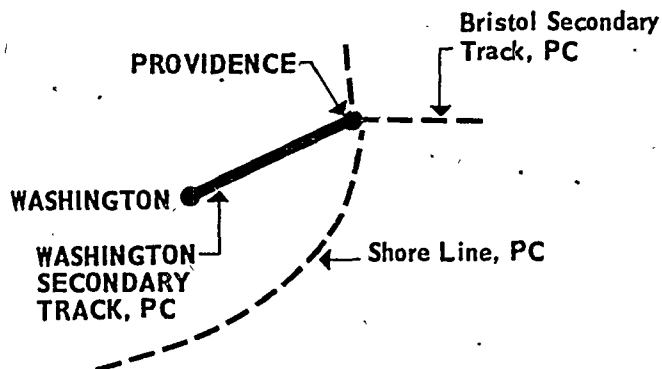 Bristol Secondary
Track, PC
PROVIDENCE
WASHINGTON
WASHINGTON
SECONDARY
TRACK, PC
Shore Line, PC